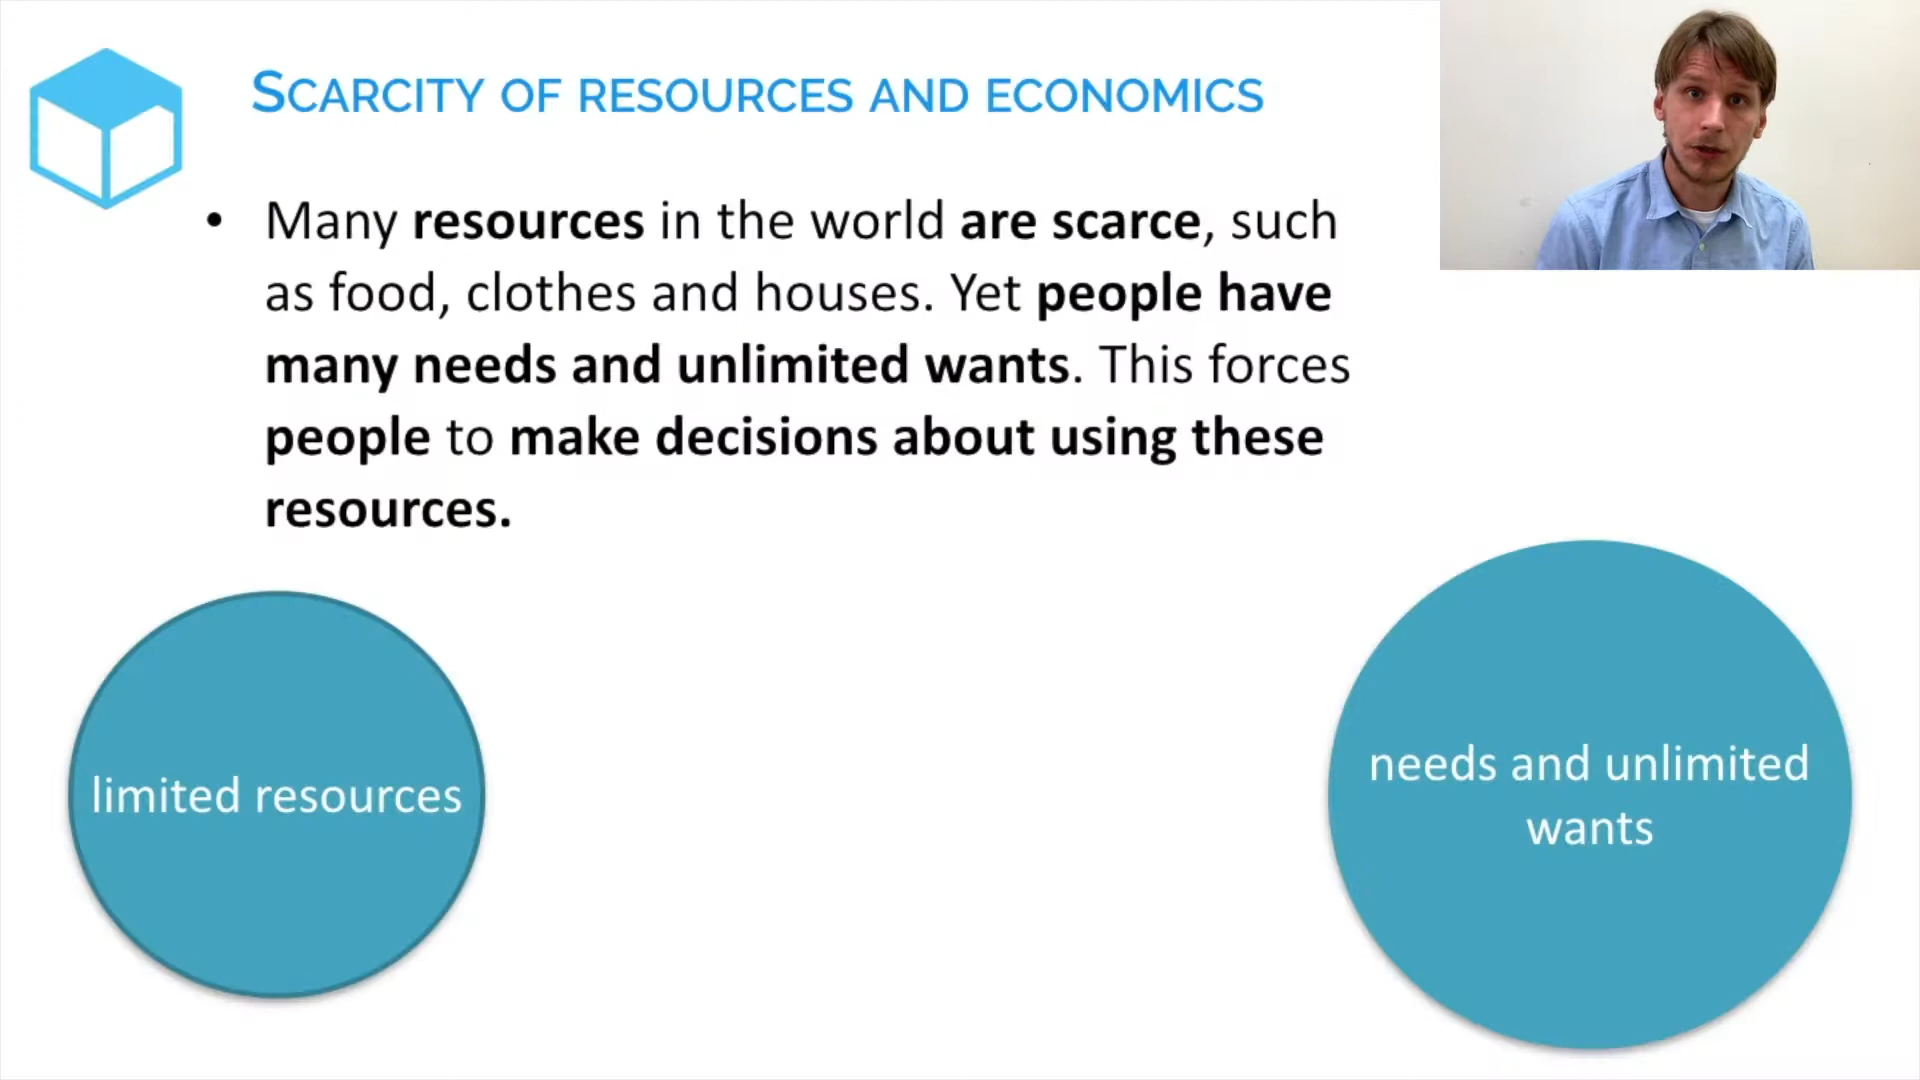 SCARCITY OF RESOURCES AND ECONOMICS
• Many resources in the world are scarce, such
as food, clothes and houses. Yet people have
many needs and unlimited wants. This forces
people to make decisions about using these
resources.
limited resources
needs and unlimited
wants